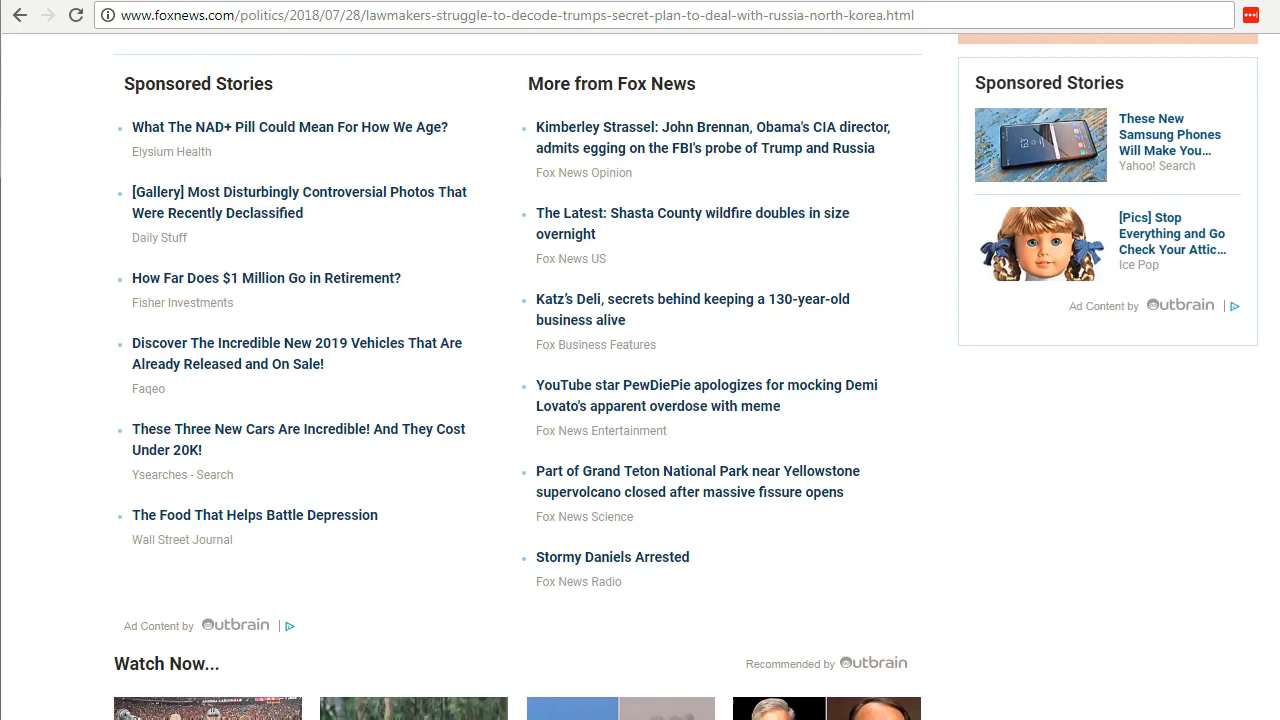 www.foxnews.com/politics/2018/07/28/lawmakers-struggle-to-decode-trumps-secret-plan-to-deal-with-russia-north-korea.html
Sponsored Stories
What The NAD+ Pill Could Mean For How We Age?
Elysium Health
[Gallery] Most Disturbingly Controversial Photos That
Were Recently Declassified
Daily Stuff
How Far Does $1 Million Go in Retirement?
Fisher Investments
Discover The Incredible New 2019 Vehicles That Are
Already Released and On Sale!
Faqeo
These Three New Cars Are Incredible! And They Cost
Under 20K!
Ysearches - Search
The Food That Helps Battle Depression
Wall Street Journal
Ad Content by Outbrain
More from Fox News
Kimberley Strassel: John Brennan, Obama's CIA director,
admits egging on the FBI's probe of Trump and Russia
Fox News Opinion
The Latest: Shasta County wildfire doubles in size
overnight
Fox News US
Katz’s Deli, secrets behind keeping a 130-year-old
business alive
Fox Business Features
YouTube star PewDiePie apologizes for mocking Demi
Lovato's apparent overdose with meme
Fox News Entertainment
Part of Grand Teton National Park near Yellowstone
supervolcano closed after massive fissure opens
Fox News Science
Stormy Daniels Arrested
Fox News Radio
Sponsored Stories
These New
Samsung Phones
Will Make You...
Yahoo! Search
[Pics] Stop
Everything and Go
Check Your Attic...
Ice Pop
Ad Content by Outbrain
Watch Now...
Recommended by Outbrain